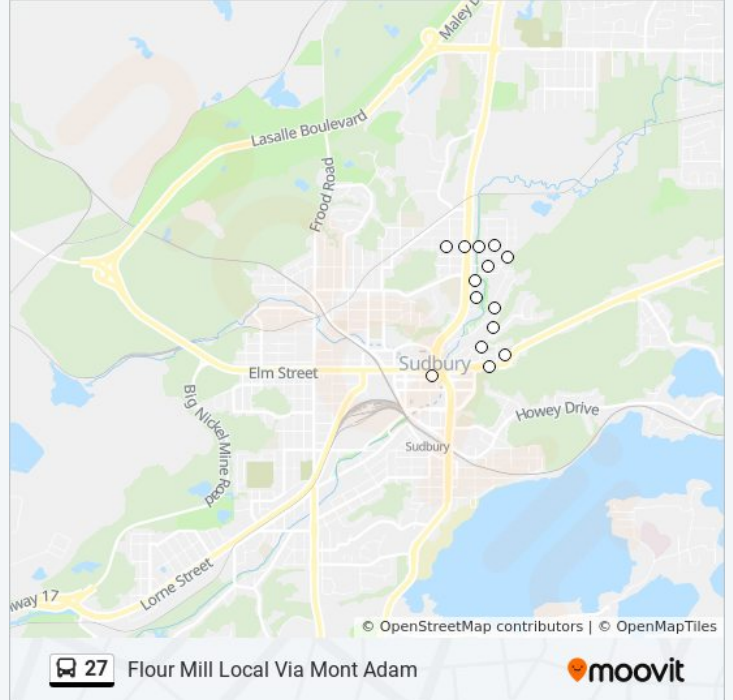 Maley D
Lasalle Boulevard
Frood Road
Sudbury
Elm Street
Big Nickel Mine Road
Howey Drive
Sudbury
Lorne Street
way 17
© OpenStreetMap contributors | © OpenMapTiles
27 Flour Mill Local Via Mont Adam
moovit